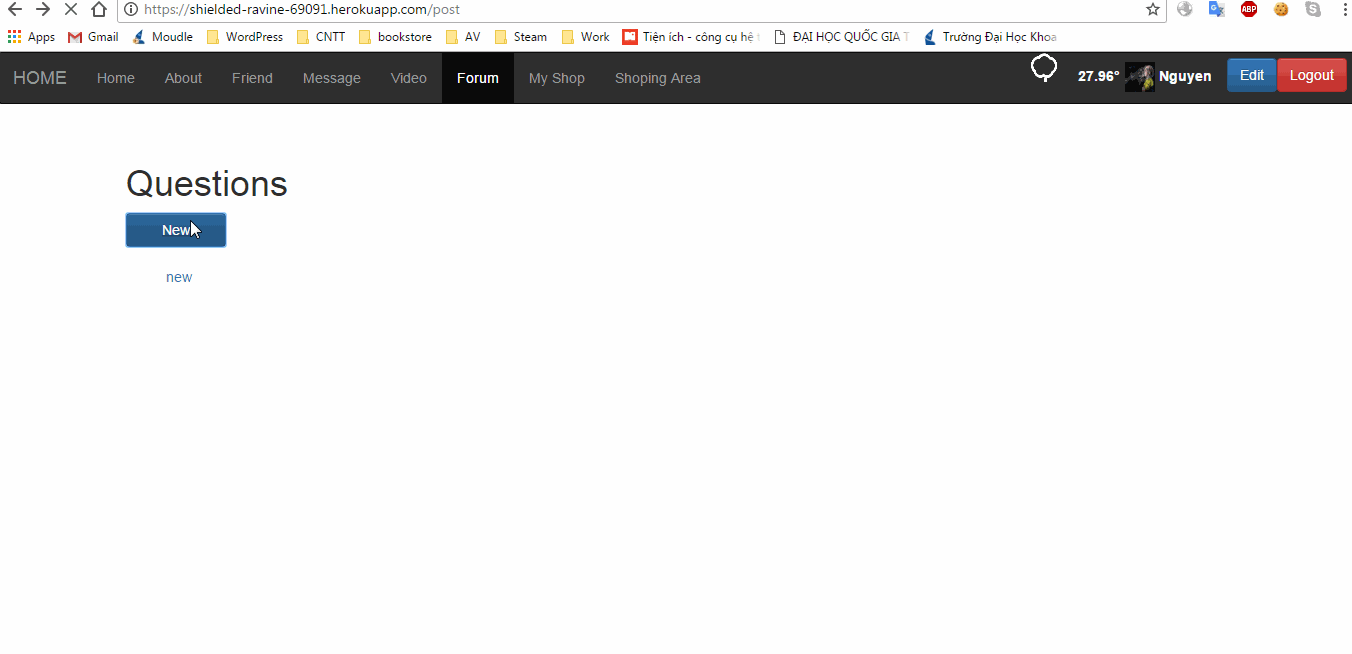 https://shielded-ravine-69091.herokuapp.com/post
ABP
Apps Gmail Moudle WordPress CNTT bookstore AV Steam Work Tiện ích - công cụ hệ ĐẠI HỌC QUỐC GIA T Trường Đại Học Khoa
HOME Home About Friend Message Video Forum My Shop Shoping Area 27.96° Nguyen Edit Logout
Questions
New
new